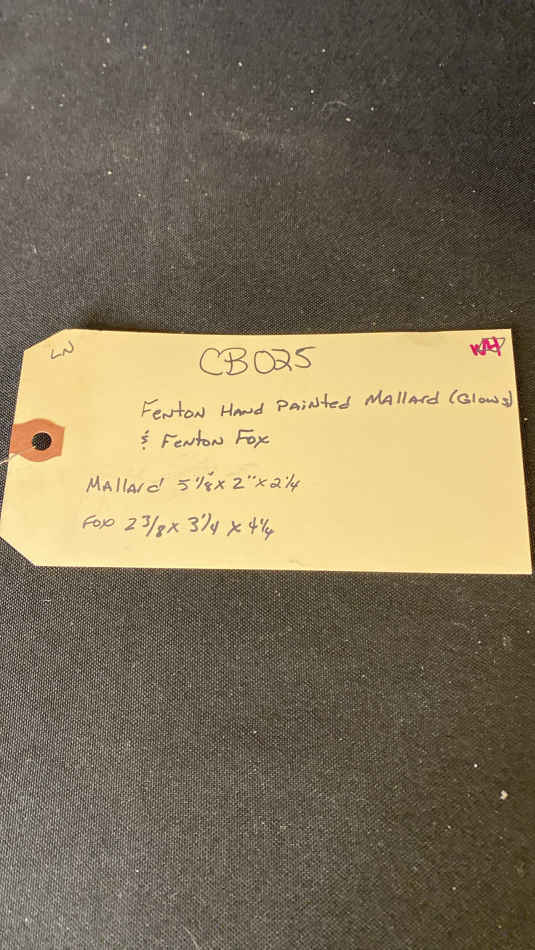 LN
CB025
Fenton Hand Painted Mallard (Glows)
& Fenton Fox
Mallard 5 1/8" x 2" x 2 1/4
Fox 2 3/8 x 3 1/4 x 4 1/4